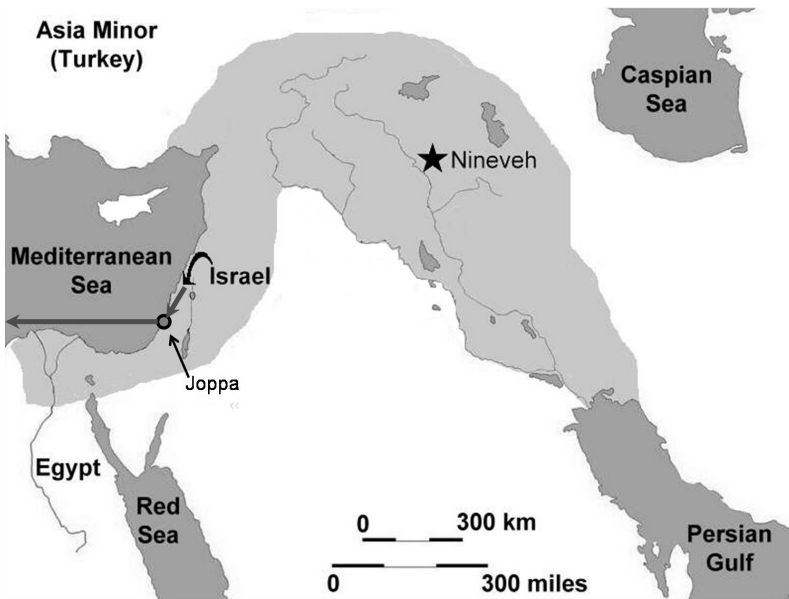 Asia Minor
(Turkey)
Caspian
Sea
Nineveh
Mediterranean
Sea
Israel
Joppa
Egypt
Red
Sea
0 300 km
0 300 miles
Persian
Gulf